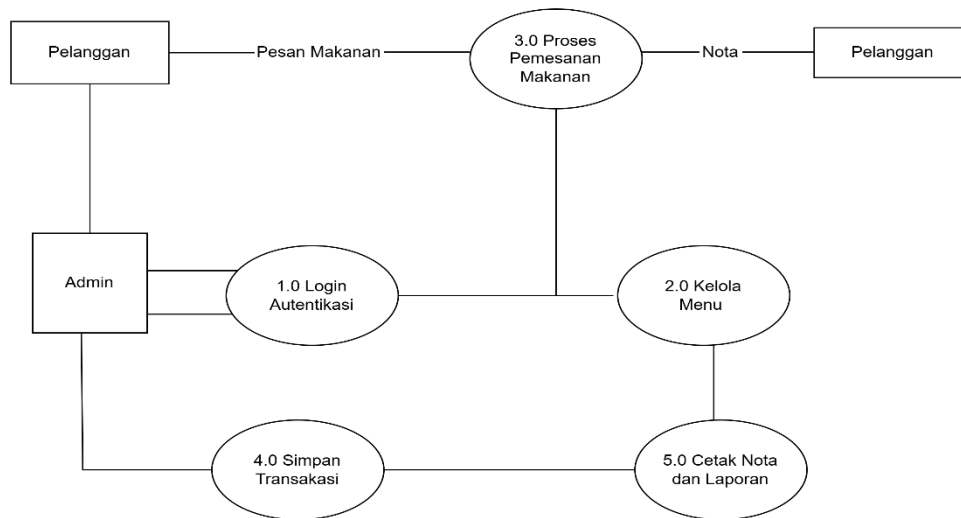 Pelanggan
Pesan Makanan
3.0 Proses
Pemesanan
Makanan
Nota
Pelanggan
Admin
1.0 Login
Autentikasi
2.0 Kelola
Menu
4.0 Simpan
Transakasi
5.0 Cetak Nota
dan Laporan